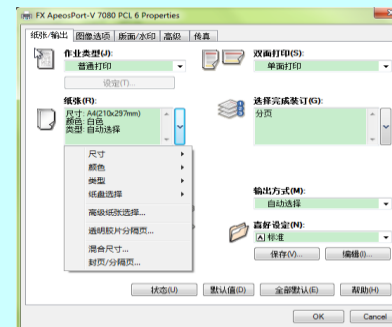 FX ApeosPort-V 7080 PCL 6 Properties
纸张/输出 图像选项 版面/水印 高级 传真
作业类型(J):
普通打印
设定(T)...
双面打印(S):
单面打印
纸张(R):
尺寸: A4(210x297mm)
颜色: 白色
类型: 自动选择
选择完成装订(G):
分页
尺寸
颜色
类型
纸盘选择
高级纸张选择...
透明胶片分隔页...
混合尺寸...
封页/分隔页...
输出方式(M):
自动选择
喜好设定(N):
A 标准
保存(V)... 编辑(I)...
状态(U) 默认值(D) 全部默认(E) 帮助(H)
OK Cancel